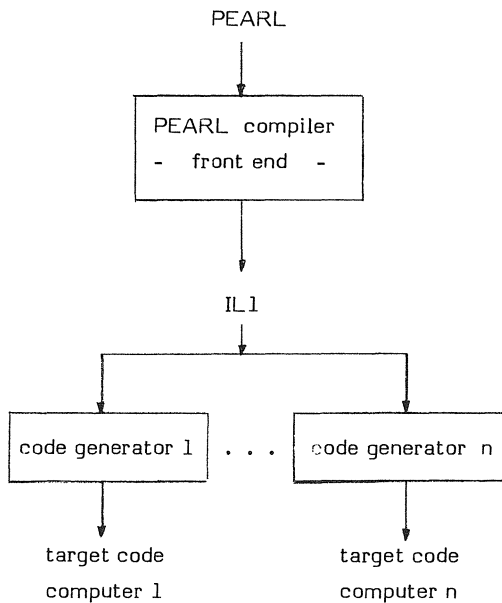 PEARL
PEARL compiler
- front end -
IL1
code generator 1 . . . code generator n
target code
computer 1
target code
computer n